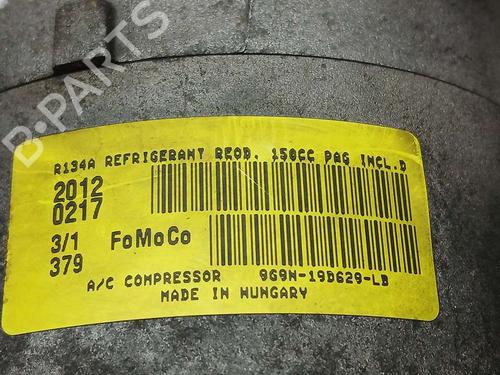 R134A REFRIGERANT REQD. 150CC PAG INCL.D
2012
0217
3/1
379
FoMoCo
A/C COMPRESSOR 9G9N-19D629-LB
MADE IN HUNGARY
B-PARTS